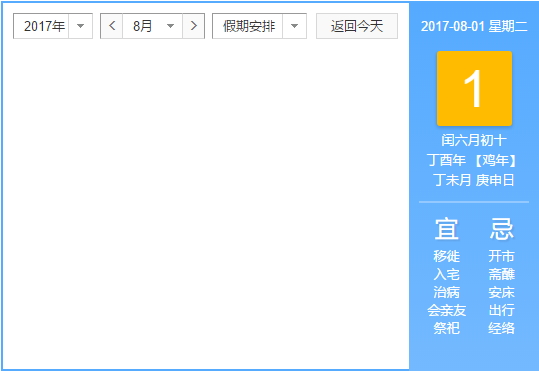 2017年 8月 假期安排 返回今天
2017-08-01 星期二
1
闰六月初十
丁酉年 【鸡年】
丁未月 庚申日
宜 忌
移徙 开市
入宅 斋醮
治病 安床
会亲友 出行
祭祀 经络